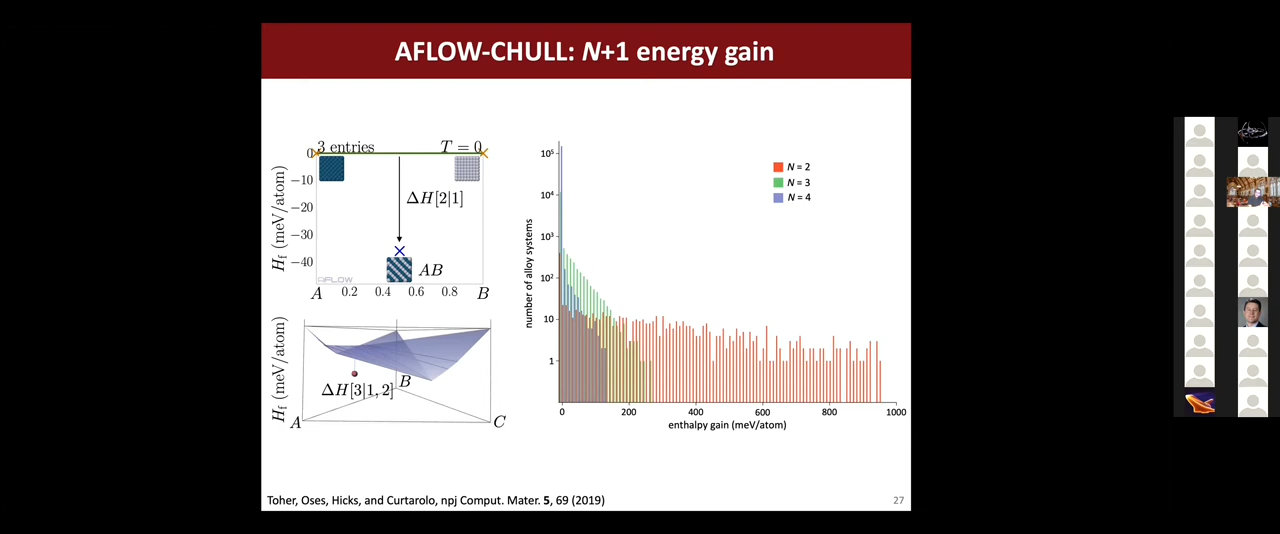 AFLOW-CHULL: N+1 energy gain
3 entries
T = 0
0
−10
−20
−30
−40
H_f (meV/atom)
ΔH[2|1]
AB
AFLOW
A
0.2
0.4
0.6
0.8
B
H_f (meV/atom)
ΔH[3|1, 2]
B
A
C
number of alloy systems
10⁵
10⁴
10³
10²
10
1
N = 2
N = 3
N = 4
0
200
400
600
800
1000
enthalpy gain (meV/atom)
Toher, Oses, Hicks, and Curtarolo, npj Comput. Mater. 5, 69 (2019)
27